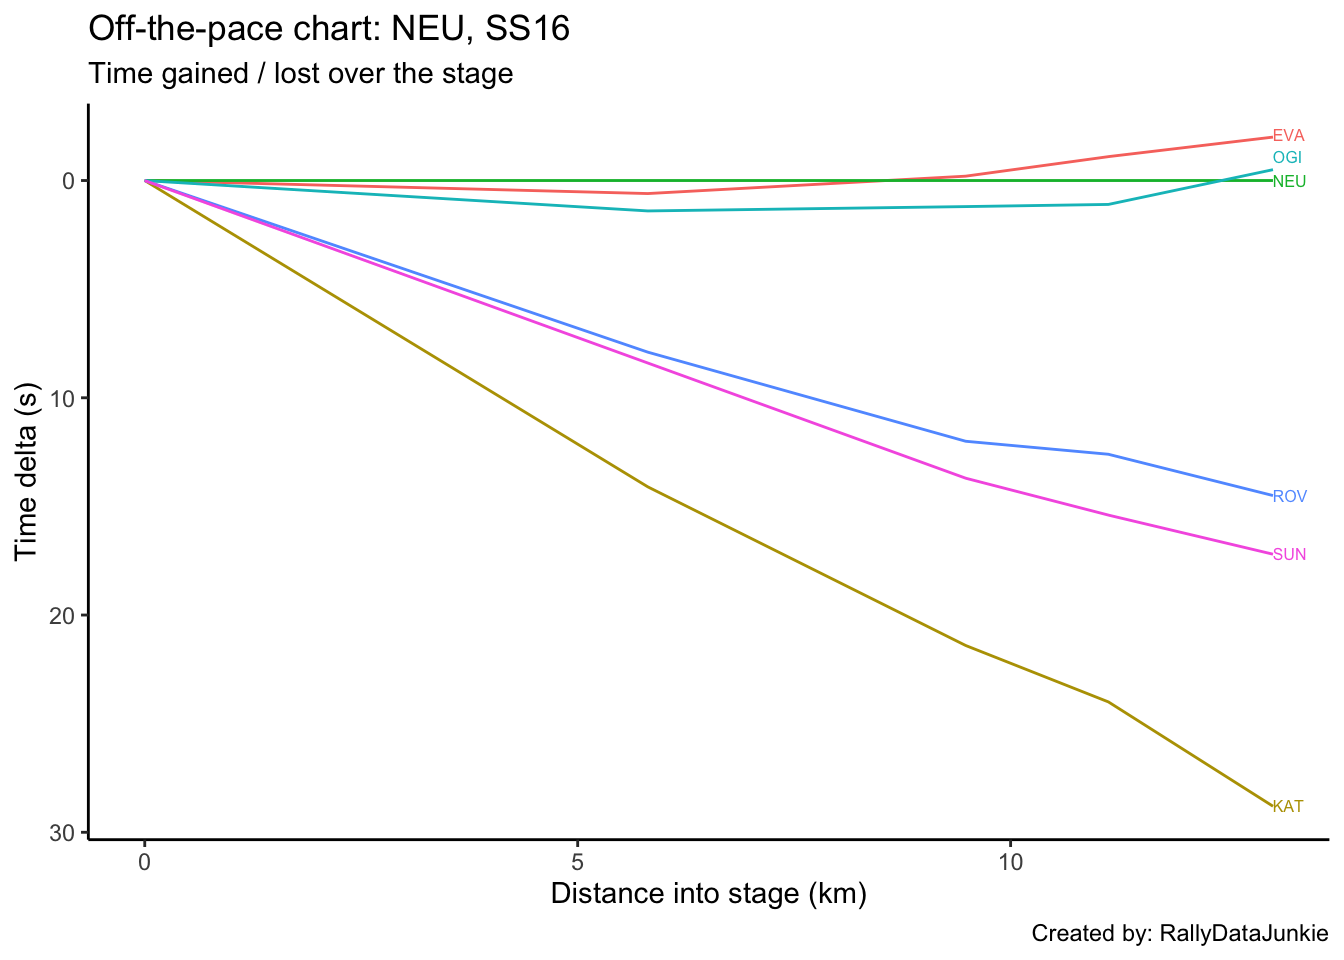 Off-the-pace chart: NEU, SS16
Time gained / lost over the stage
EVA
OGI
NEU
ROV
SUN
KAT
0
10
20
30
Time delta (s)
0
5
10
Distance into stage (km)
Created by: RallyDataJunkie